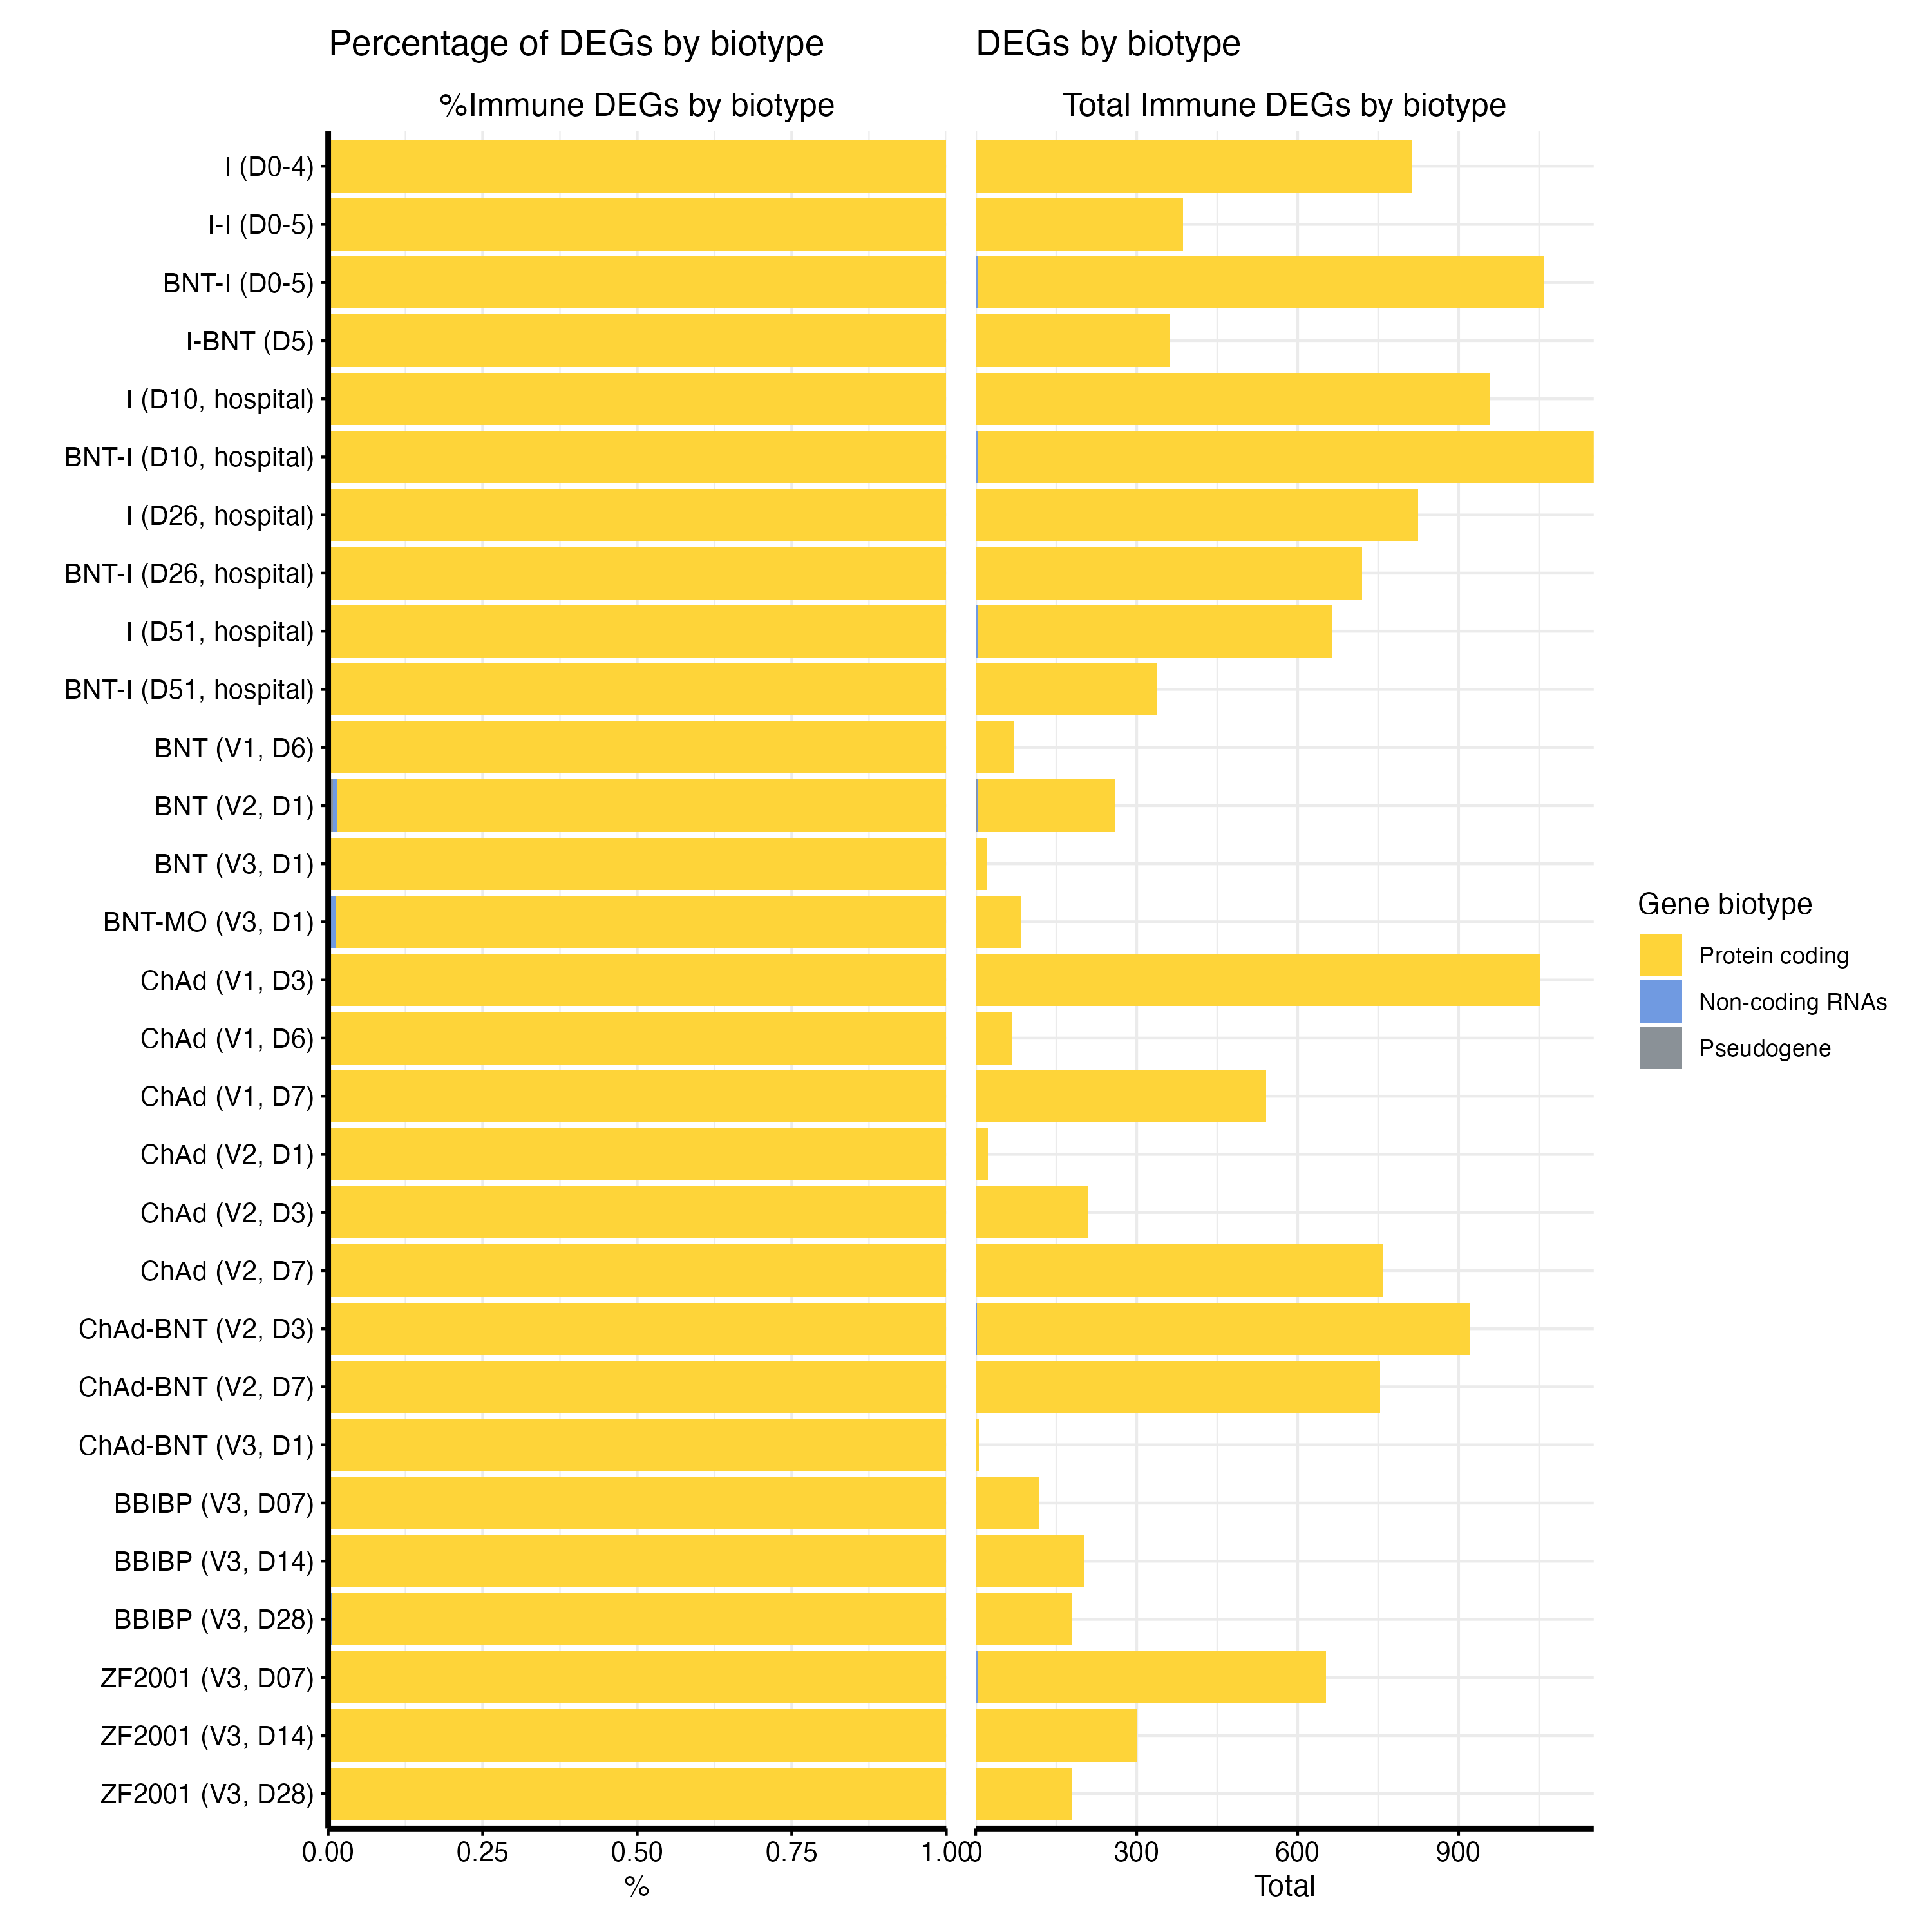 Percentage of DEGs by biotype
DEGs by biotype
%Immune DEGs by biotype
Total Immune DEGs by biotype
I (D0-4)
I-I (D0-5)
BNT-I (D0-5)
I-BNT (D5)
I (D10, hospital)
BNT-I (D10, hospital)
I (D26, hospital)
BNT-I (D26, hospital)
I (D51, hospital)
BNT-I (D51, hospital)
BNT (V1, D6)
BNT (V2, D1)
BNT (V3, D1)
BNT-MO (V3, D1)
ChAd (V1, D3)
ChAd (V1, D6)
ChAd (V1, D7)
ChAd (V2, D1)
ChAd (V2, D3)
ChAd (V2, D7)
ChAd-BNT (V2, D3)
ChAd-BNT (V2, D7)
ChAd-BNT (V3, D1)
BBIBP (V3, D07)
BBIBP (V3, D14)
BBIBP (V3, D28)
ZF2001 (V3, D07)
ZF2001 (V3, D14)
ZF2001 (V3, D28)
0.00 0.25 0.50 0.75 1.00
0 300 600 900
%
Total
Gene biotype
Protein coding
Non-coding RNAs
Pseudogene